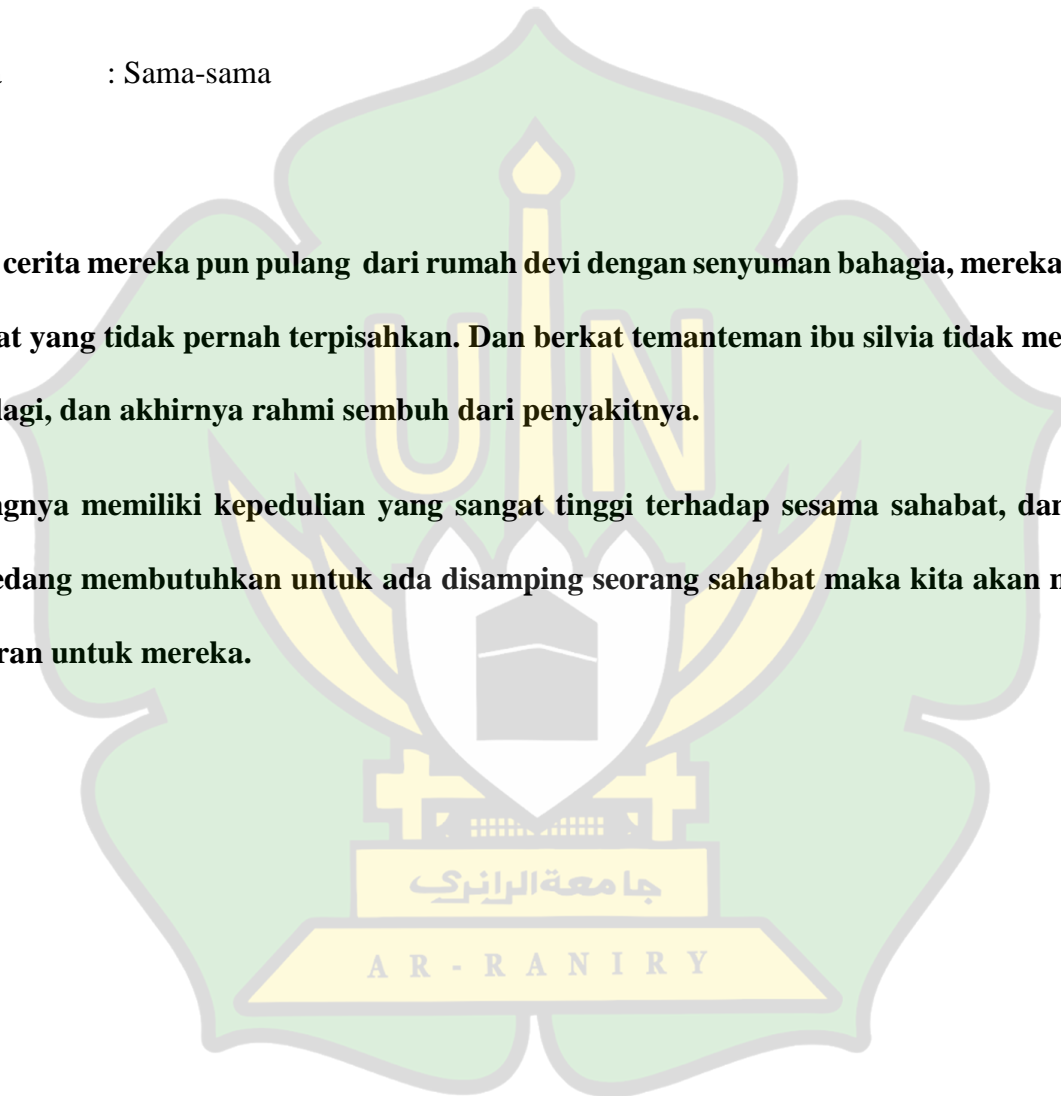 : Sama-sama
cerita mereka pun pulang dari rumah devi dengan senyuman bahagia, mereka
at yang tidak pernah terpisahkan. Dan berkat temanteman ibu silvia tidak me
lagi, dan akhirnya rahmi sembuh dari penyakitnya.
gnya memiliki kepedulian yang sangat tinggi terhadap sesama sahabat, dan
edang membutuhkan untuk ada disamping seorang sahabat maka kita akan m
ran untuk mereka.
UIN
جامعة الرانري
AR-RANIRY